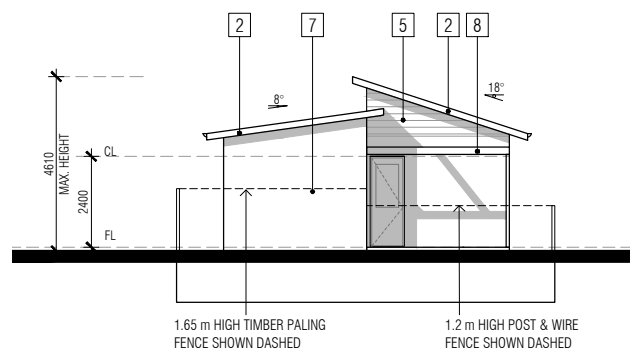 2 7 5 2 8
8° 18°
CL
4610
MAX. HEIGHT
2400
FL
1.65 m HIGH TIMBER PALING
FENCE SHOWN DASHED
1.2 m HIGH POST & WIRE
FENCE SHOWN DASHED